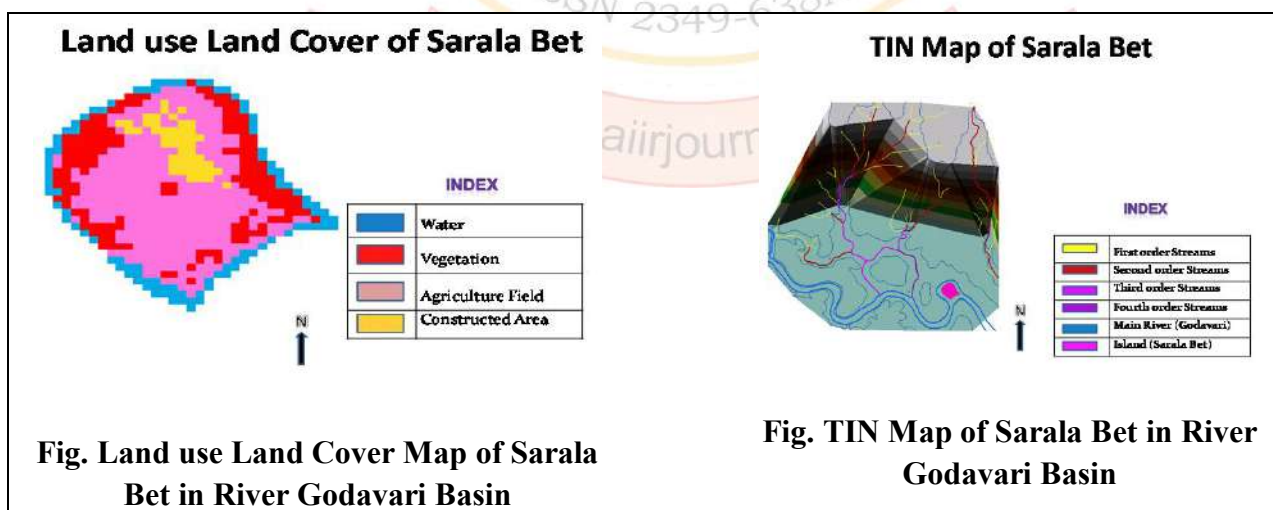 SN 2349-638
aiirjourn
Land use Land Cover of Sarala Bet
INDEX
Water
Vegetation
Agriculture Field
Constructed Area
N
Fig. Land use Land Cover Map of Sarala
Bet in River Godavari Basin
TIN Map of Sarala Bet
INDEX
First order Streams
Second order Streams
Third order Streams
Fourth order Streams
Main River (Godavari)
Island (Sarala Bet)
N
Fig. TIN Map of Sarala Bet in River
Godavari Basin